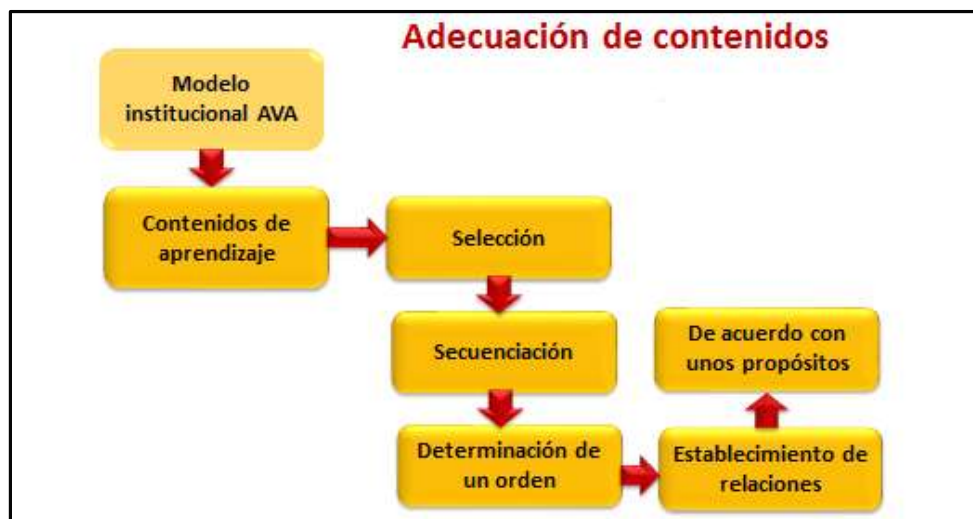 Adecuación de contenidos
Modelo
institucional AVA
Contenidos de
aprendizaje
Selección
Secuenciación
Determinación de
un orden
Establecimiento de
relaciones
De acuerdo con
unos propósitos